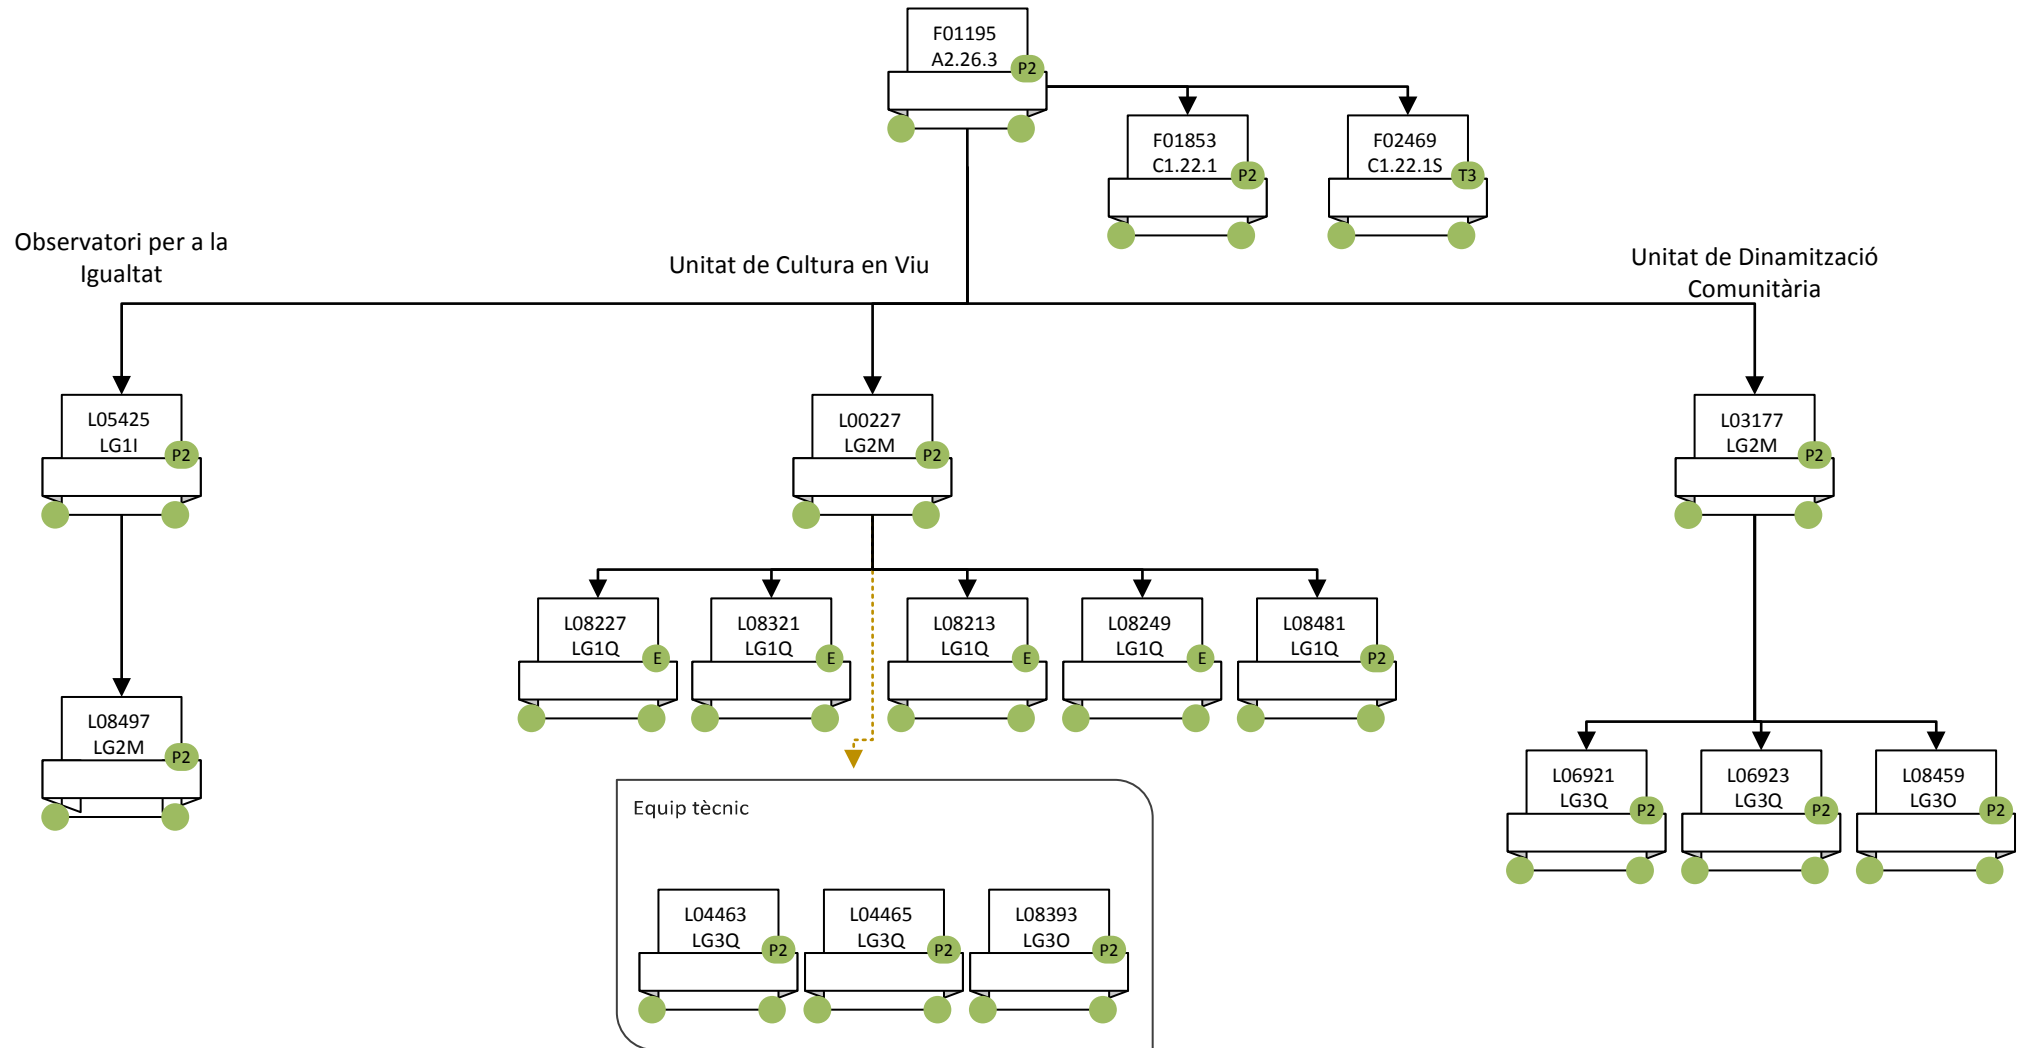 F01195
A2.26.3
P2
F01853
C1.22.1
P2
F02469
C1.22.1S
T3
Observatori per a la
Igualtat
Unitat de Cultura en Viu
Unitat de Dinamització
Comunitària
L05425
LG1I
P2
L00227
LG2M
P2
L03177
LG2M
P2
L08227
LG1Q
E
L08321
LG1Q
E
L08213
LG1Q
E
L08249
LG1Q
E
L08481
LG1Q
P2
L08497
LG2M
P2
L06921
LG3Q
P2
L06923
LG3Q
P2
L08459
LG3O
P2
Equip tècnic
L04463
LG3Q
P2
L04465
LG3Q
P2
L08393
LG3O
P2